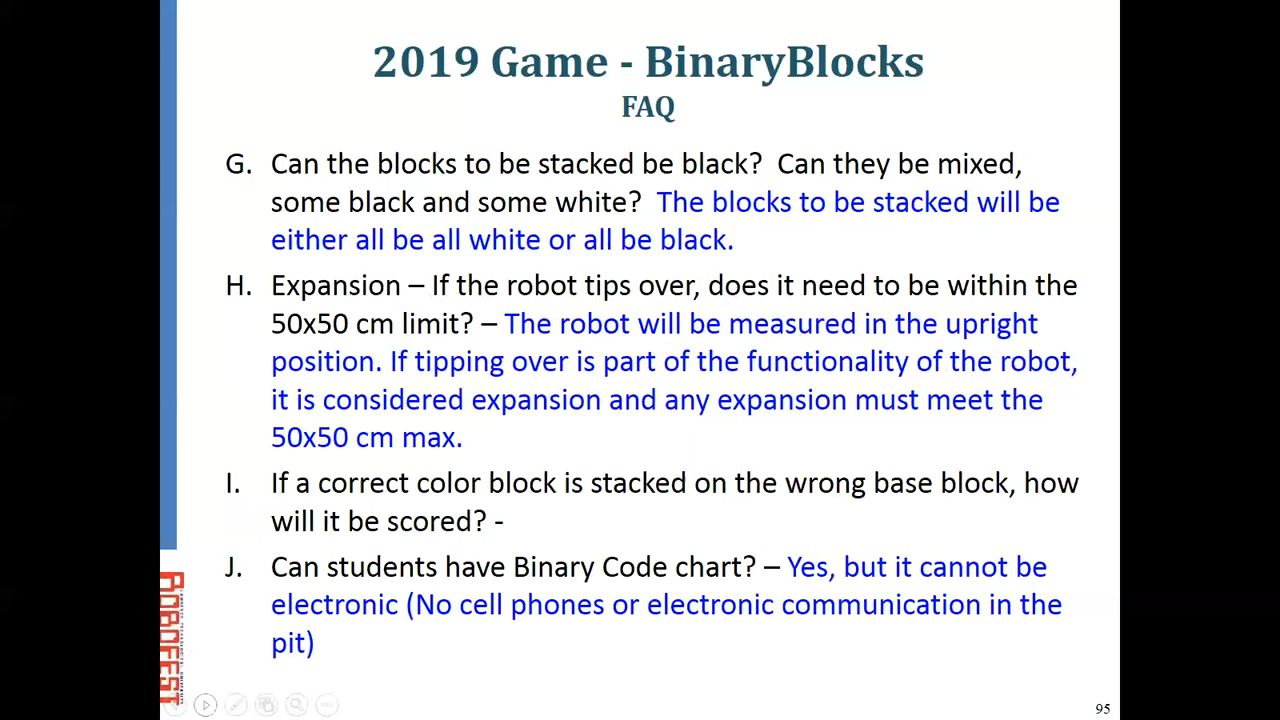 2019 Game - BinaryBlocks
FAQ
G. Can the blocks to be stacked be black? Can they be mixed,
some black and some white? The blocks to be stacked will be
either all be all white or all be black.
H. Expansion – If the robot tips over, does it need to be within the
50x50 cm limit? – The robot will be measured in the upright
position. If tipping over is part of the functionality of the robot,
it is considered expansion and any expansion must meet the
50x50 cm max.
I. If a correct color block is stacked on the wrong base block, how
will it be scored? -
J. Can students have Binary Code chart? – Yes, but it cannot be
electronic (No cell phones or electronic communication in the
pit)
ROBOFEST
95